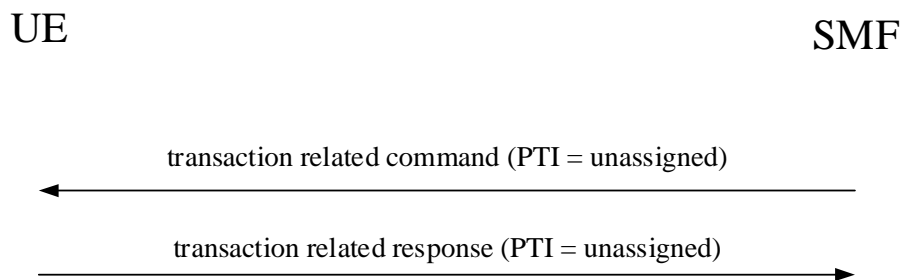 UE
SMF
transaction related command (PTI = unassigned)
transaction related response (PTI = unassigned)